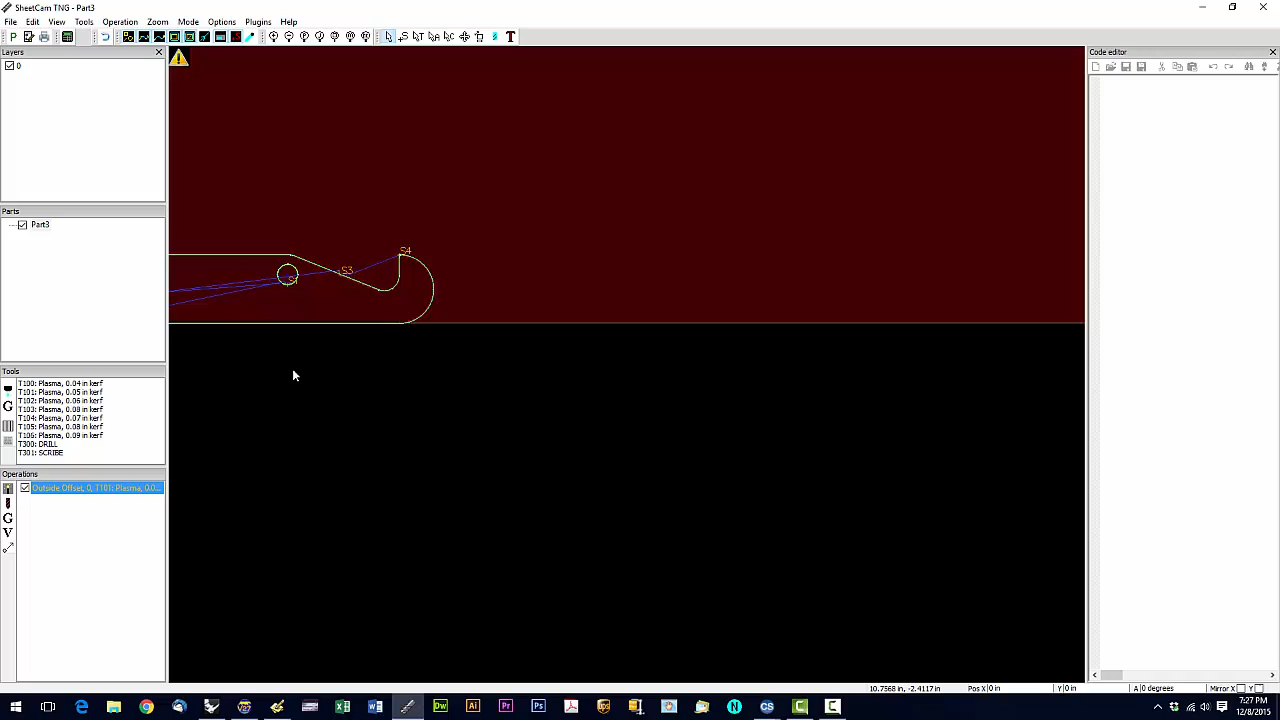 SheetCam TNG - Part3
File Edit View Tools Operation Zoom Mode Options Plugins Help
Layers
Code editor
0
Parts
Part3
S4
S3
Tools
T100: Plasma, 0.04 in kerf
T101: Plasma, 0.05 in kerf
T102: Plasma, 0.06 in kerf
T103: Plasma, 0.08 in kerf
T104: Plasma, 0.07 in kerf
T105: Plasma, 0.08 in kerf
T106: Plasma, 0.09 in kerf
T300: DRILL
T301: SCRIBE
Operations
Outside Offset, 0, T101: Plasma, 0.0...
10.7568 in, -2.4117 in Pos X 0 in Y 0 in A 0 degrees Mirror X Y
7:27 PM
12/8/2015